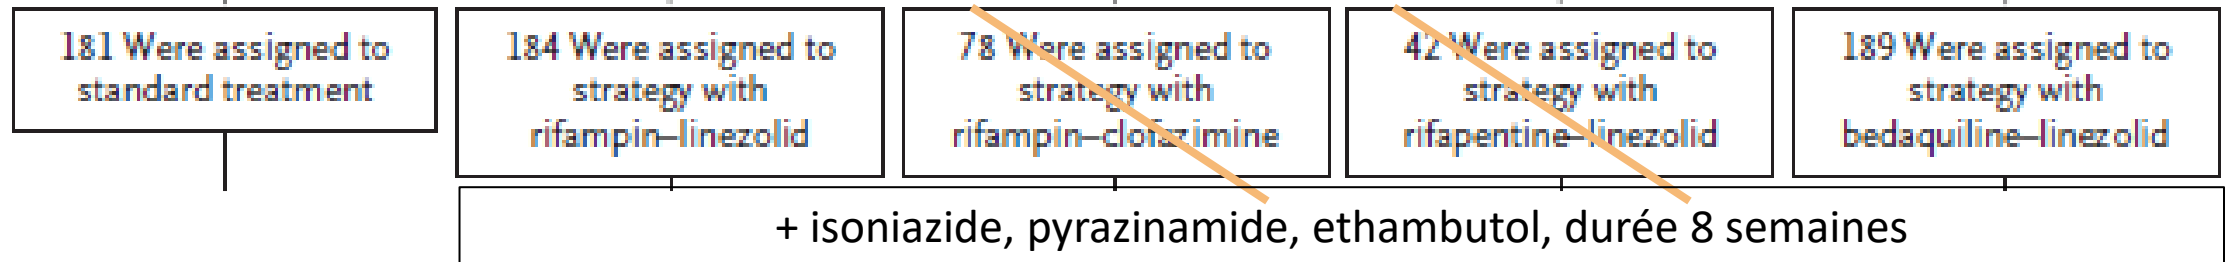 181 Were assigned to
standard treatment
184 Were assigned to
strategy with
rifampin–linezolid
78 Were assigned to
strategy with
rifampin–clofazimine
42 Were assigned to
strategy with
rifapentine–linezolid
189 Were assigned to
strategy with
bedaquiline–linezolid
+ isoniazide, pyrazinamide, ethambutol, durée 8 semaines